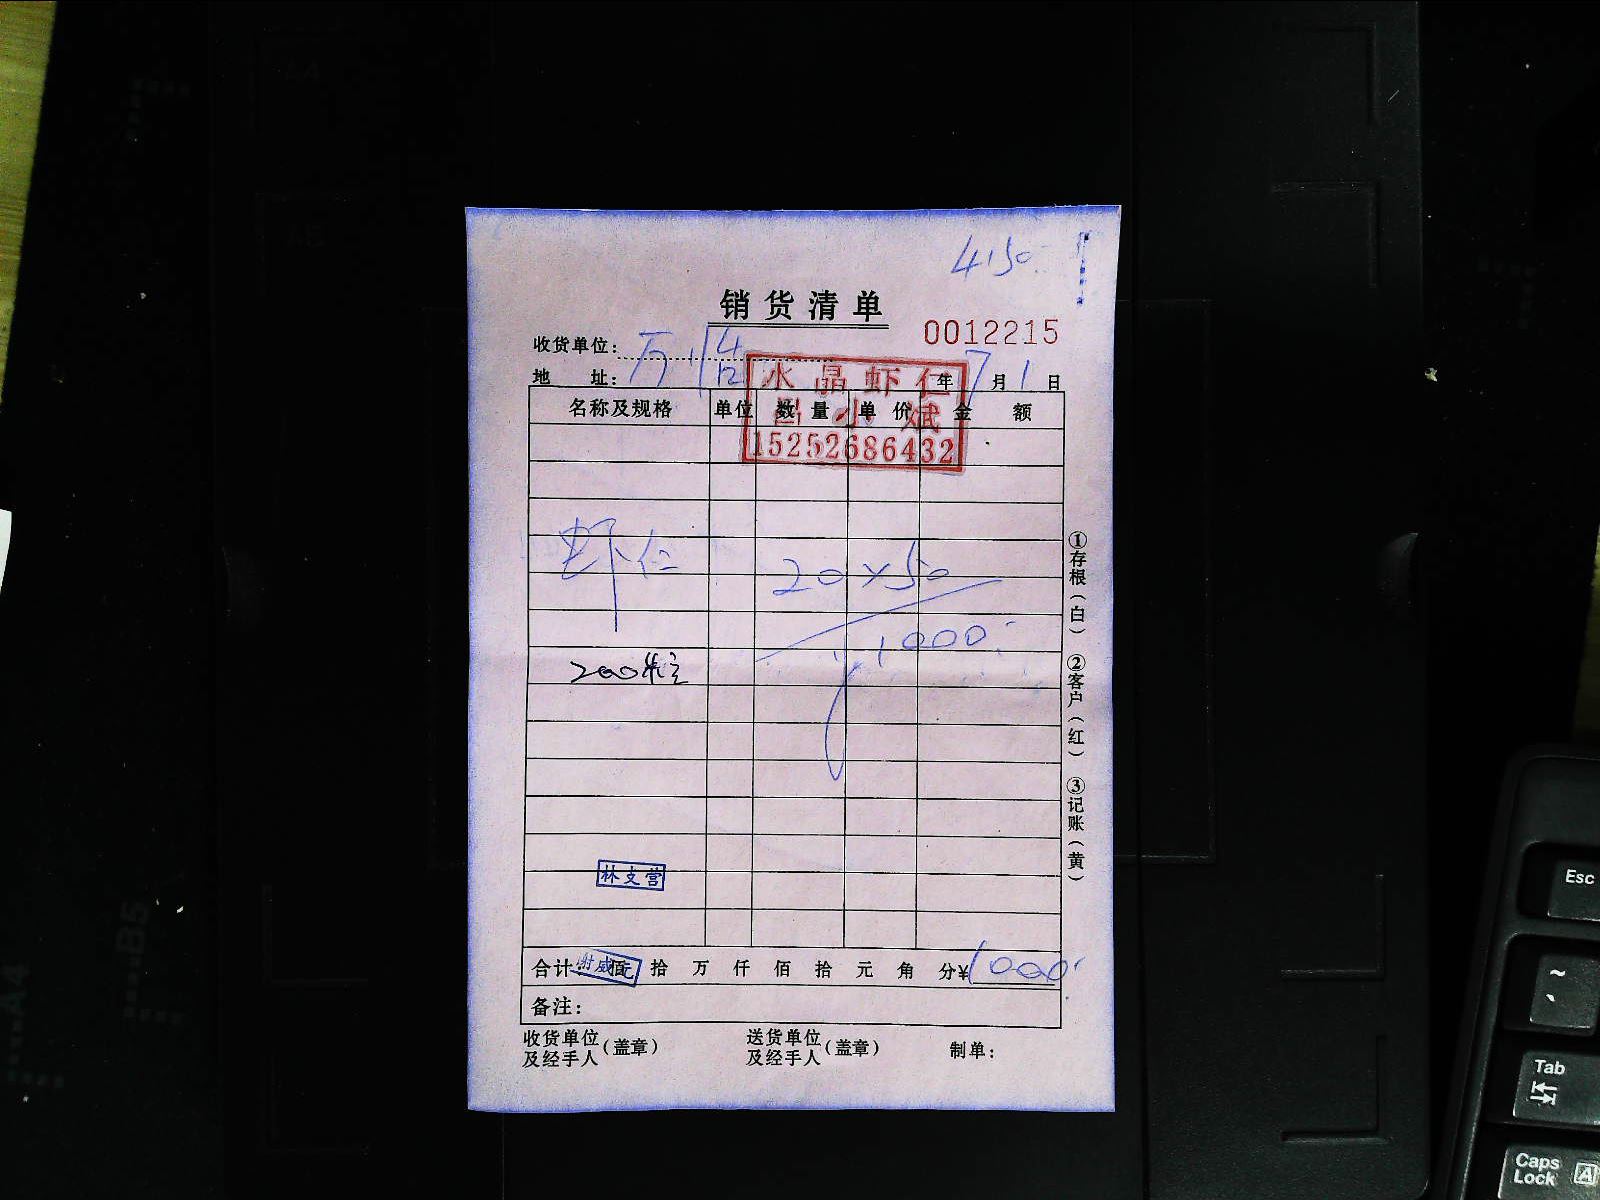 4150
销货清单
0012215
收货单位:
地 址: 年 7 月 1 日
水晶虾仁
小斌
15252686432
名称及规格 单位 数量 单价 金额
虾仁 20×50
1000.
200粒
林支营
合计: 佰 拾 万 仟 佰 拾 元 角 分¥1000.
备注:
收货单位及经手人(盖章) 送货单位及经手人(盖章) 制单:
①存根(白) ②客户(红) ③记账(黄)
A4
B5
Esc
~
Tab
Caps Lock
A